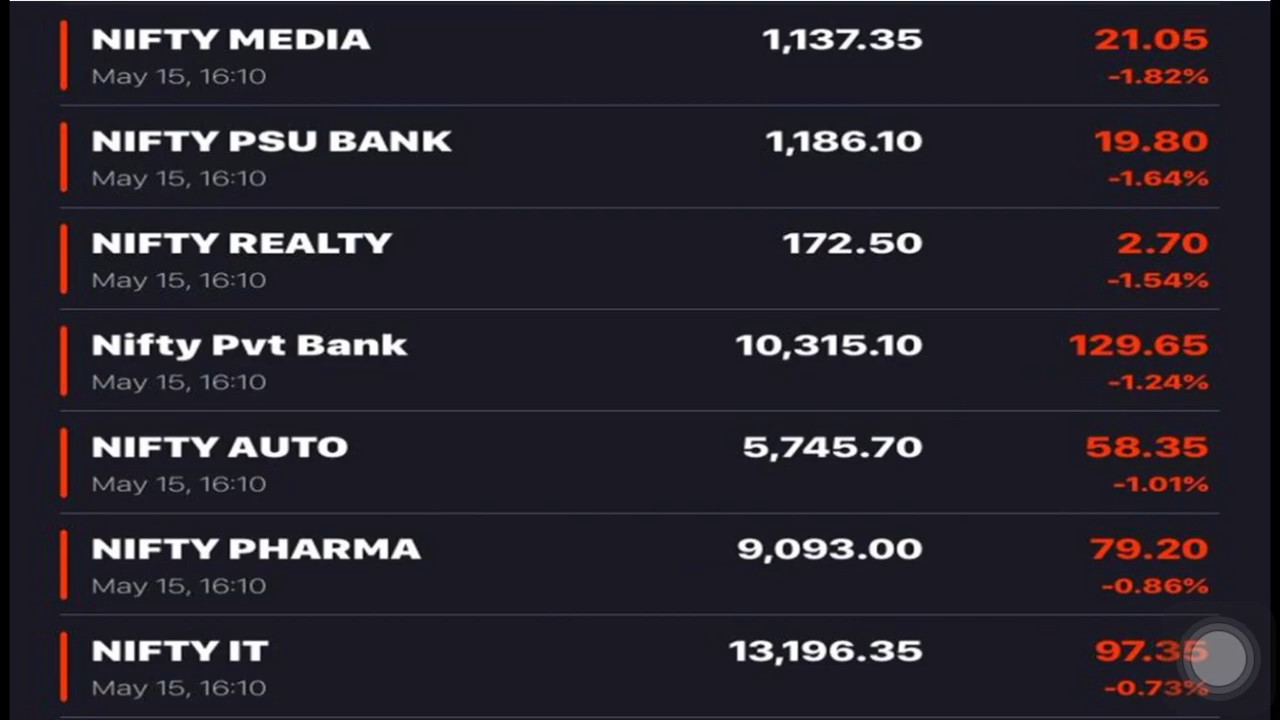 NIFTY MEDIA 1,137.35 21.05
May 15, 16:10 -1.82%
NIFTY PSU BANK 1,186.10 19.80
May 15, 16:10 -1.64%
NIFTY REALTY 172.50 2.70
May 15, 16:10 -1.54%
Nifty Pvt Bank 10,315.10 129.65
May 15, 16:10 -1.24%
NIFTY AUTO 5,745.70 58.35
May 15, 16:10 -1.01%
NIFTY PHARMA 9,093.00 79.20
May 15, 16:10 -0.86%
NIFTY IT 13,196.35 97.35
May 15, 16:10 -0.73%